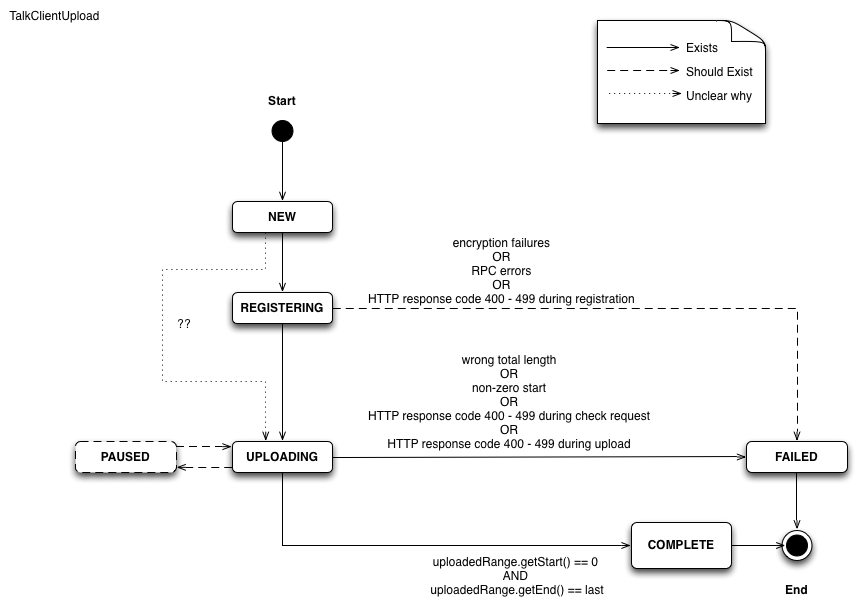 TalkClientUpload
Exists
Should Exist
Unclear why
Start
NEW
encryption failures
OR
RPC errors
OR
HTTP response code 400 - 499 during registration
REGISTERING
??
wrong total length
OR
non-zero start
OR
HTTP response code 400 - 499 during check request
OR
HTTP response code 400 - 499 during upload
PAUSED
UPLOADING
FAILED
COMPLETE
uploadedRange.getStart() == 0
AND
uploadedRange.getEnd() == last
End